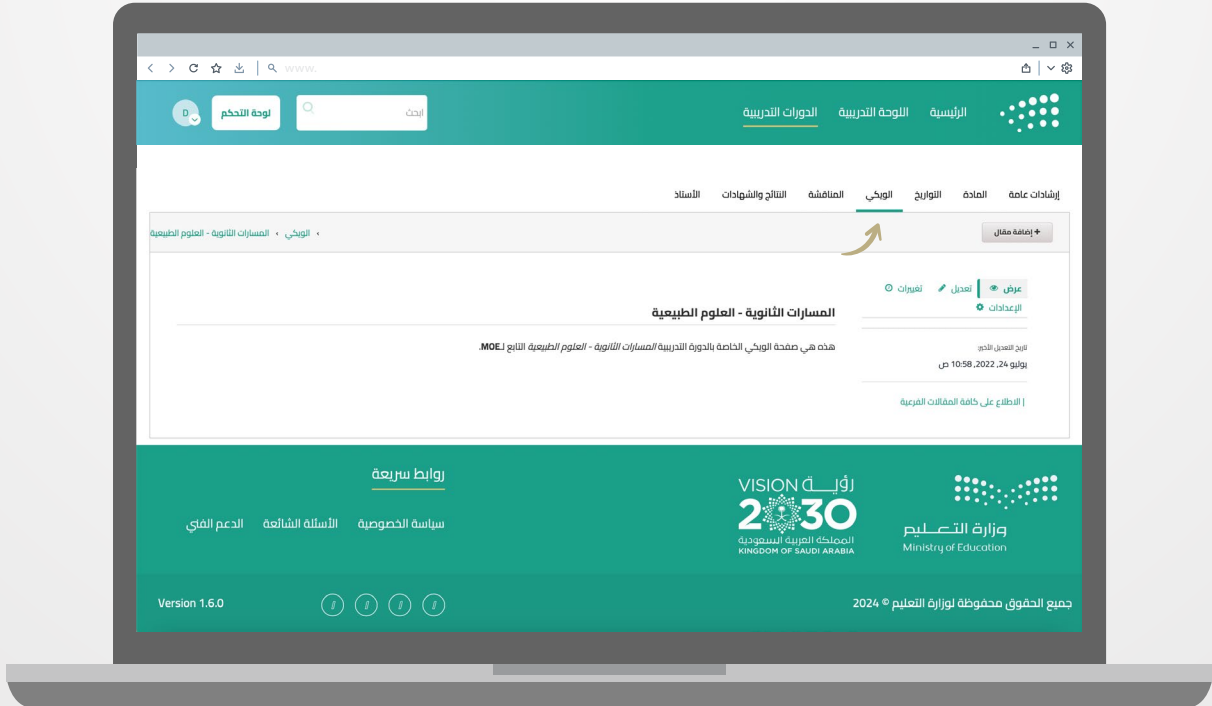 www.
الرئيسية اللوحة التدريبية الدورات التدريبية ابحث لوحة التحكم D
إرشادات عامة المادة التواريخ الويكي المناقشة النتائج والشهادات الأستاذ
+ إضافة مقال
› الويكي › المسارات الثانوية - العلوم الطبيعية
عرض تعديل تغييرات
الإعدادات
تاريخ التعديل الأخير:
يوليو 24, 2022, 10:58 ص
| الاطلاع على كافة المقالات الفرعية
المسارات الثانوية - العلوم الطبيعية
هذه هي صفحة الويكي الخاصة بالدورة التدريبية المسارات الثانوية - العلوم الطبيعية التابع لـMOE.
وزارة التعليم
Ministry of Education
VISION رؤية
2030
المملكة العربية السعودية
KINGDOM OF SAUDI ARABIA
روابط سريعة
سياسة الخصوصية الأسئلة الشائعة الدعم الفني
جميع الحقوق محفوظة لوزارة التعليم © 2024
Version 1.6.0